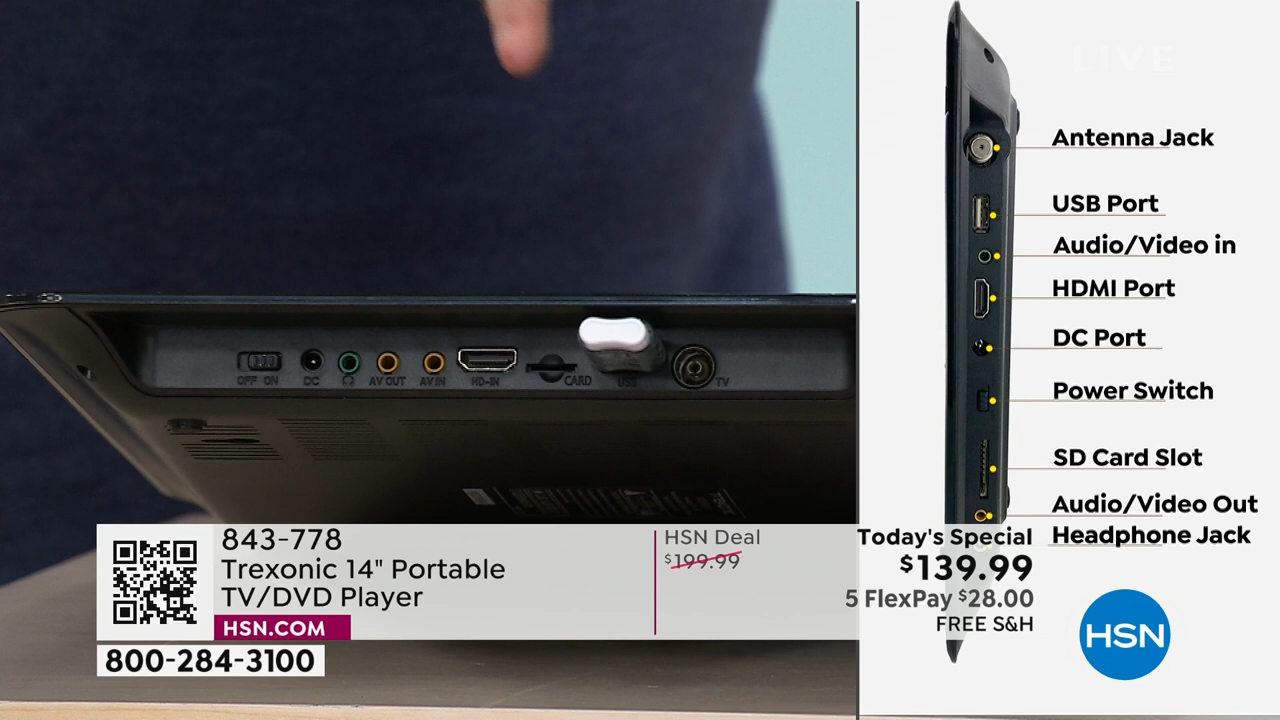 LIVE
Antenna Jack
USB Port
Audio/Video in
HDMI Port
DC Port
Power Switch
SD Card Slot
Audio/Video Out
Headphone Jack
OFF ON
DC
AV OUT
AV IN
HD-IN
CARD
USB
TV
843-778
Trexonic 14" Portable
TV/DVD Player
HSN.COM
800-284-3100
HSN Deal
$199.99
Today's Special
$139.99
5 FlexPay $28.00
FREE S&H
HSN